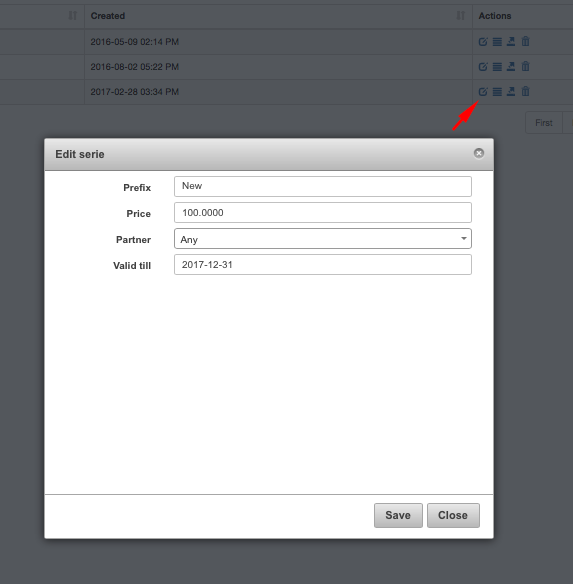 Created Actions
2016-05-09 02:14 PM
2016-08-02 05:22 PM
2017-02-28 03:34 PM
First
Edit serie
Prefix New
Price 100.0000
Partner Any
Valid till 2017-12-31
Save Close